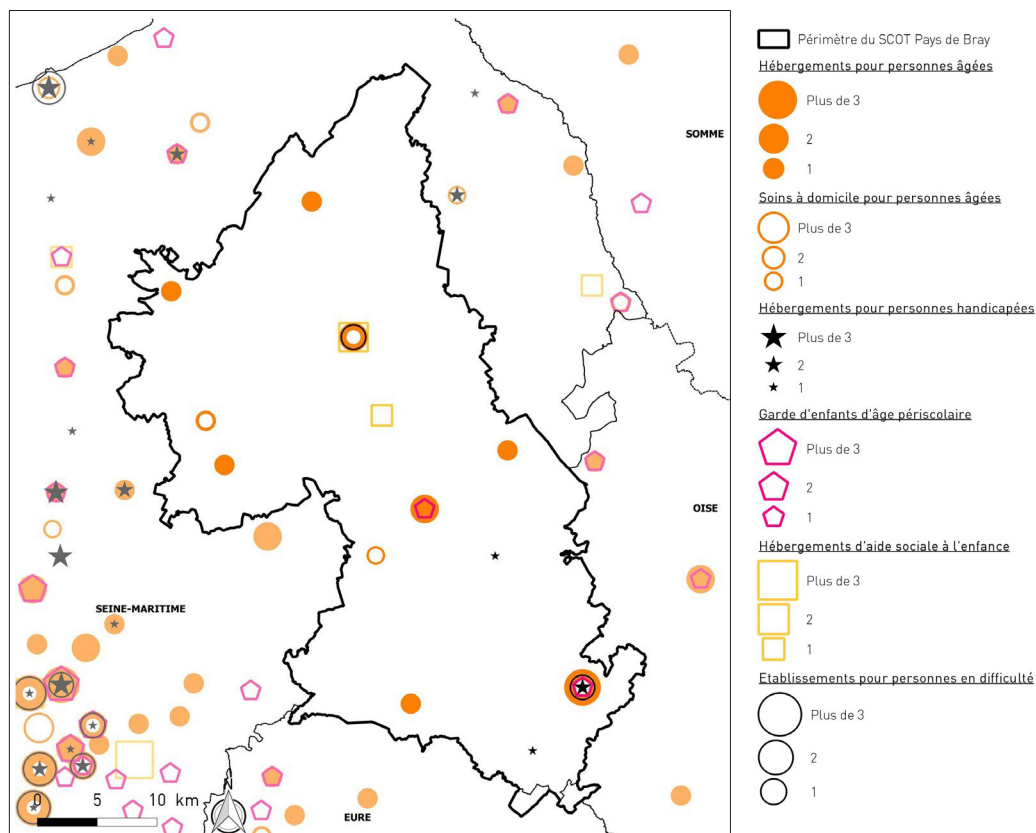 SOMME
OISE
SEINE-MARITIME
EURE
0 5 10 km
Périmètre du SCOT Pays de Bray
Hébergements pour personnes âgées
Plus de 3
2
1
Soins à domicile pour personnes âgées
Plus de 3
2
1
Hébergements pour personnes handicapées
Plus de 3
2
1
Garde d'enfants d'âge périscolaire
Plus de 3
2
1
Hébergements d'aide sociale à l'enfance
Plus de 3
2
1
Etablissements pour personnes en difficulté
Plus de 3
2
1